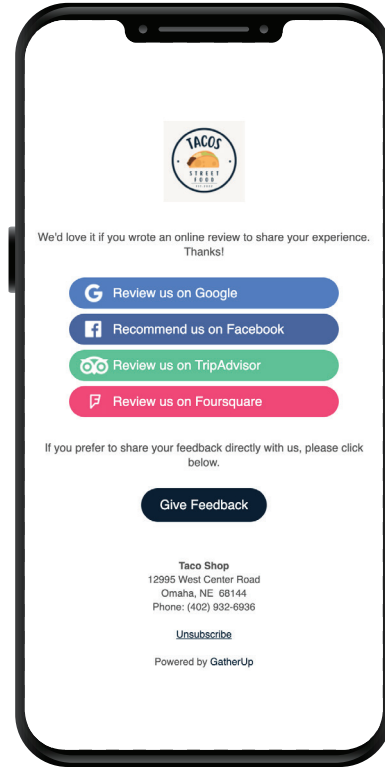 TACOS
STREET
FOOD
We'd love it if you wrote an online review to share your experience.
Thanks!
G Review us on Google
f Recommend us on Facebook
Review us on TripAdvisor
Review us on Foursquare
If you prefer to share your feedback directly with us, please click
below.
Give Feedback
Taco Shop
12995 West Center Road
Omaha, NE 68144
Phone: (402) 932-6936
Unsubscribe
Powered by GatherUp